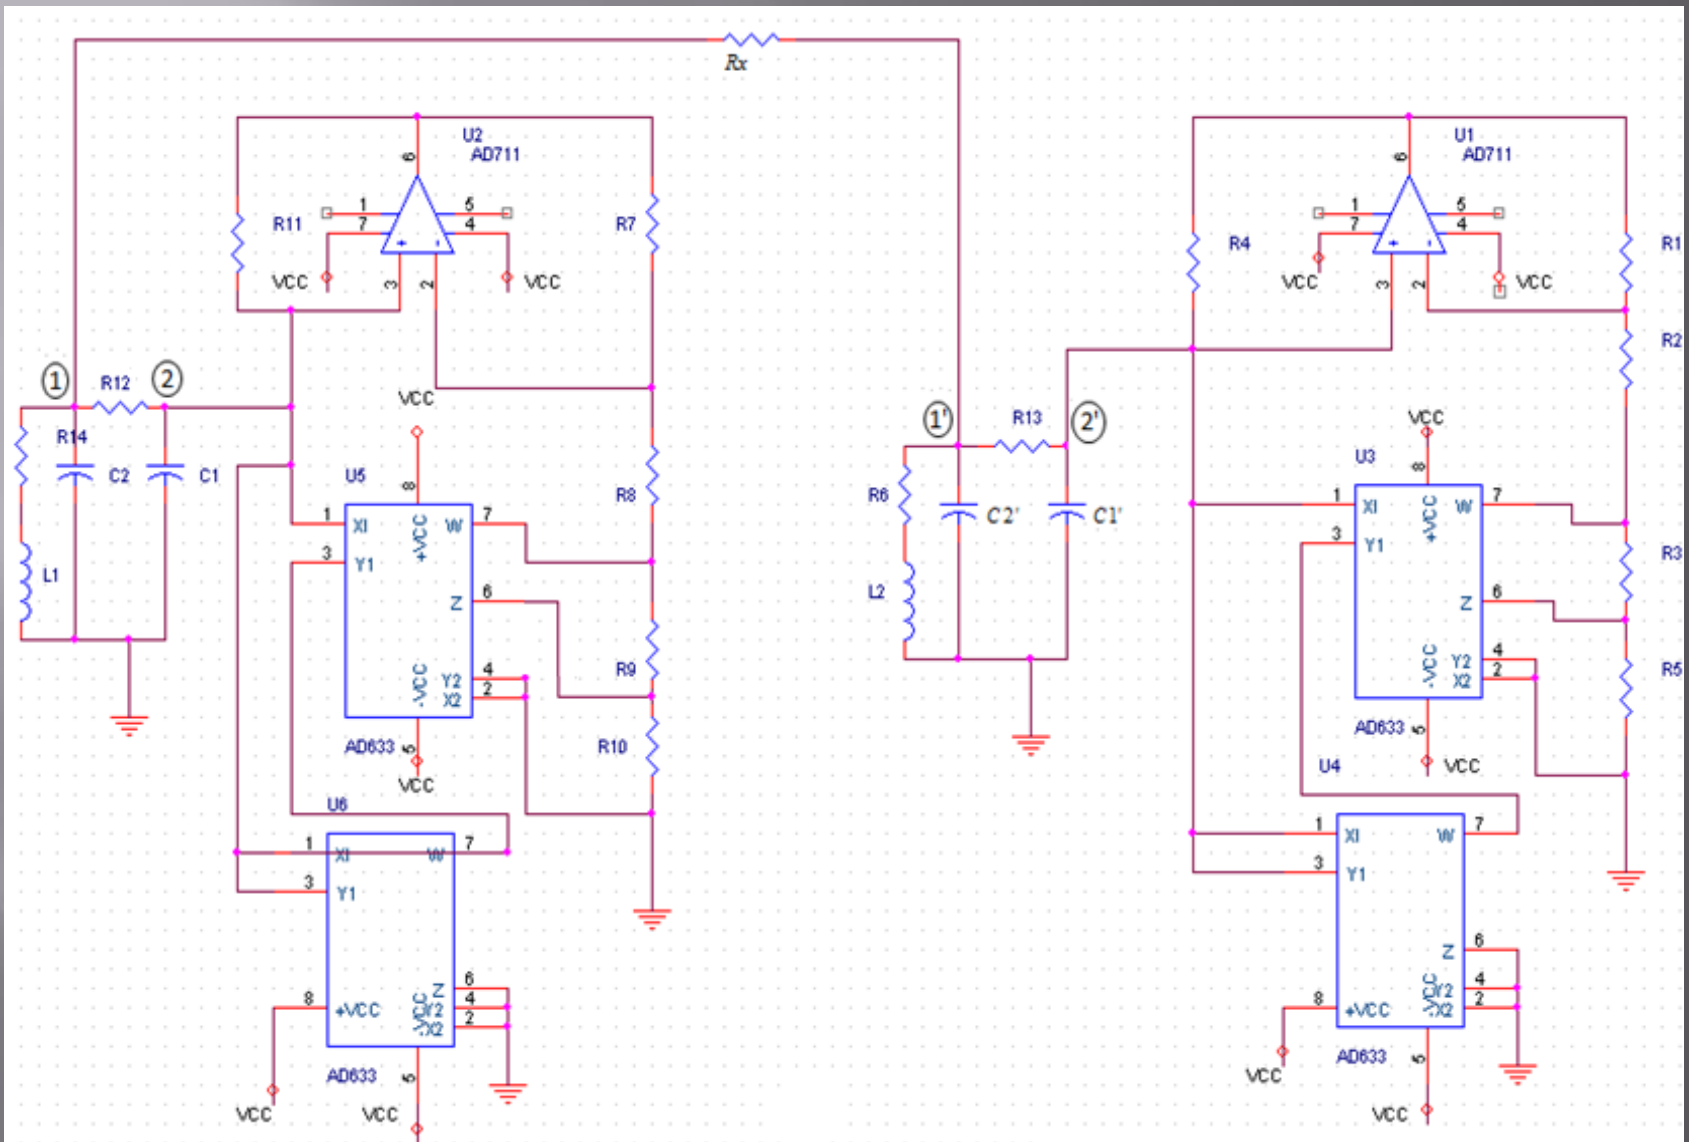 Rx
U2
AD711
6
1
7
5
4
+
-
3
2
R11
R7
VCC
VCC
U1
AD711
6
1
7
5
4
+
-
3
2
R4
R1
VCC
VCC
R2
1
R12
2
R14
C2
C1
L1
VCC
8
U5
1
XI
+VCC
W
7
3
Y1
Z
6
-VCC
Y2
4
X2
2
AD633
5
VCC
R8
R9
R10
U6
1
XI
W
7
3
Y1
Z
6
8
+VCC
-VCC
Y2
4
X2
2
AD633
5
VCC
VCC
1'
R13
2'
R6
C2'
C1'
L2
VCC
8
U3
1
XI
+VCC
W
7
3
Y1
Z
6
-VCC
Y2
4
X2
2
AD633
5
VCC
R3
R5
U4
1
XI
W
7
3
Y1
Z
6
8
+VCC
-VCC
Y2
4
X2
2
AD633
5
VCC
VCC